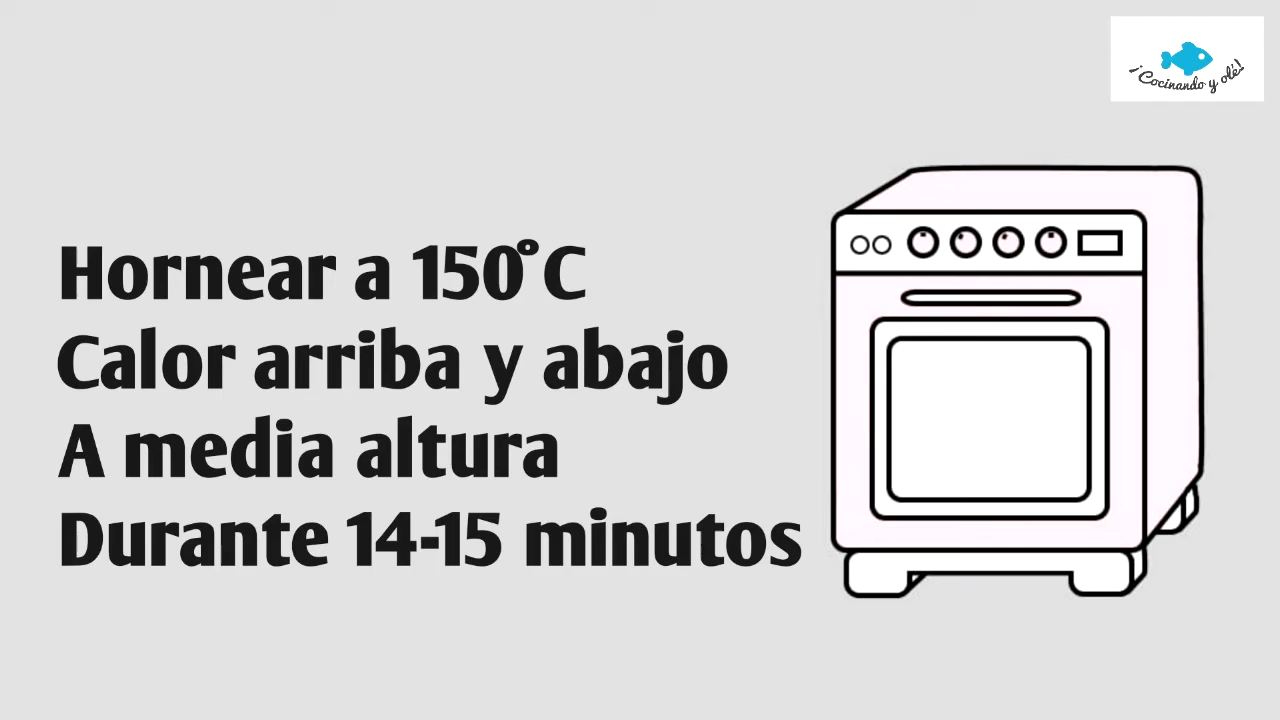 ¡Cocinando y olé!
Hornear a 150°C
Calor arriba y abajo
A media altura
Durante 14-15 minutos